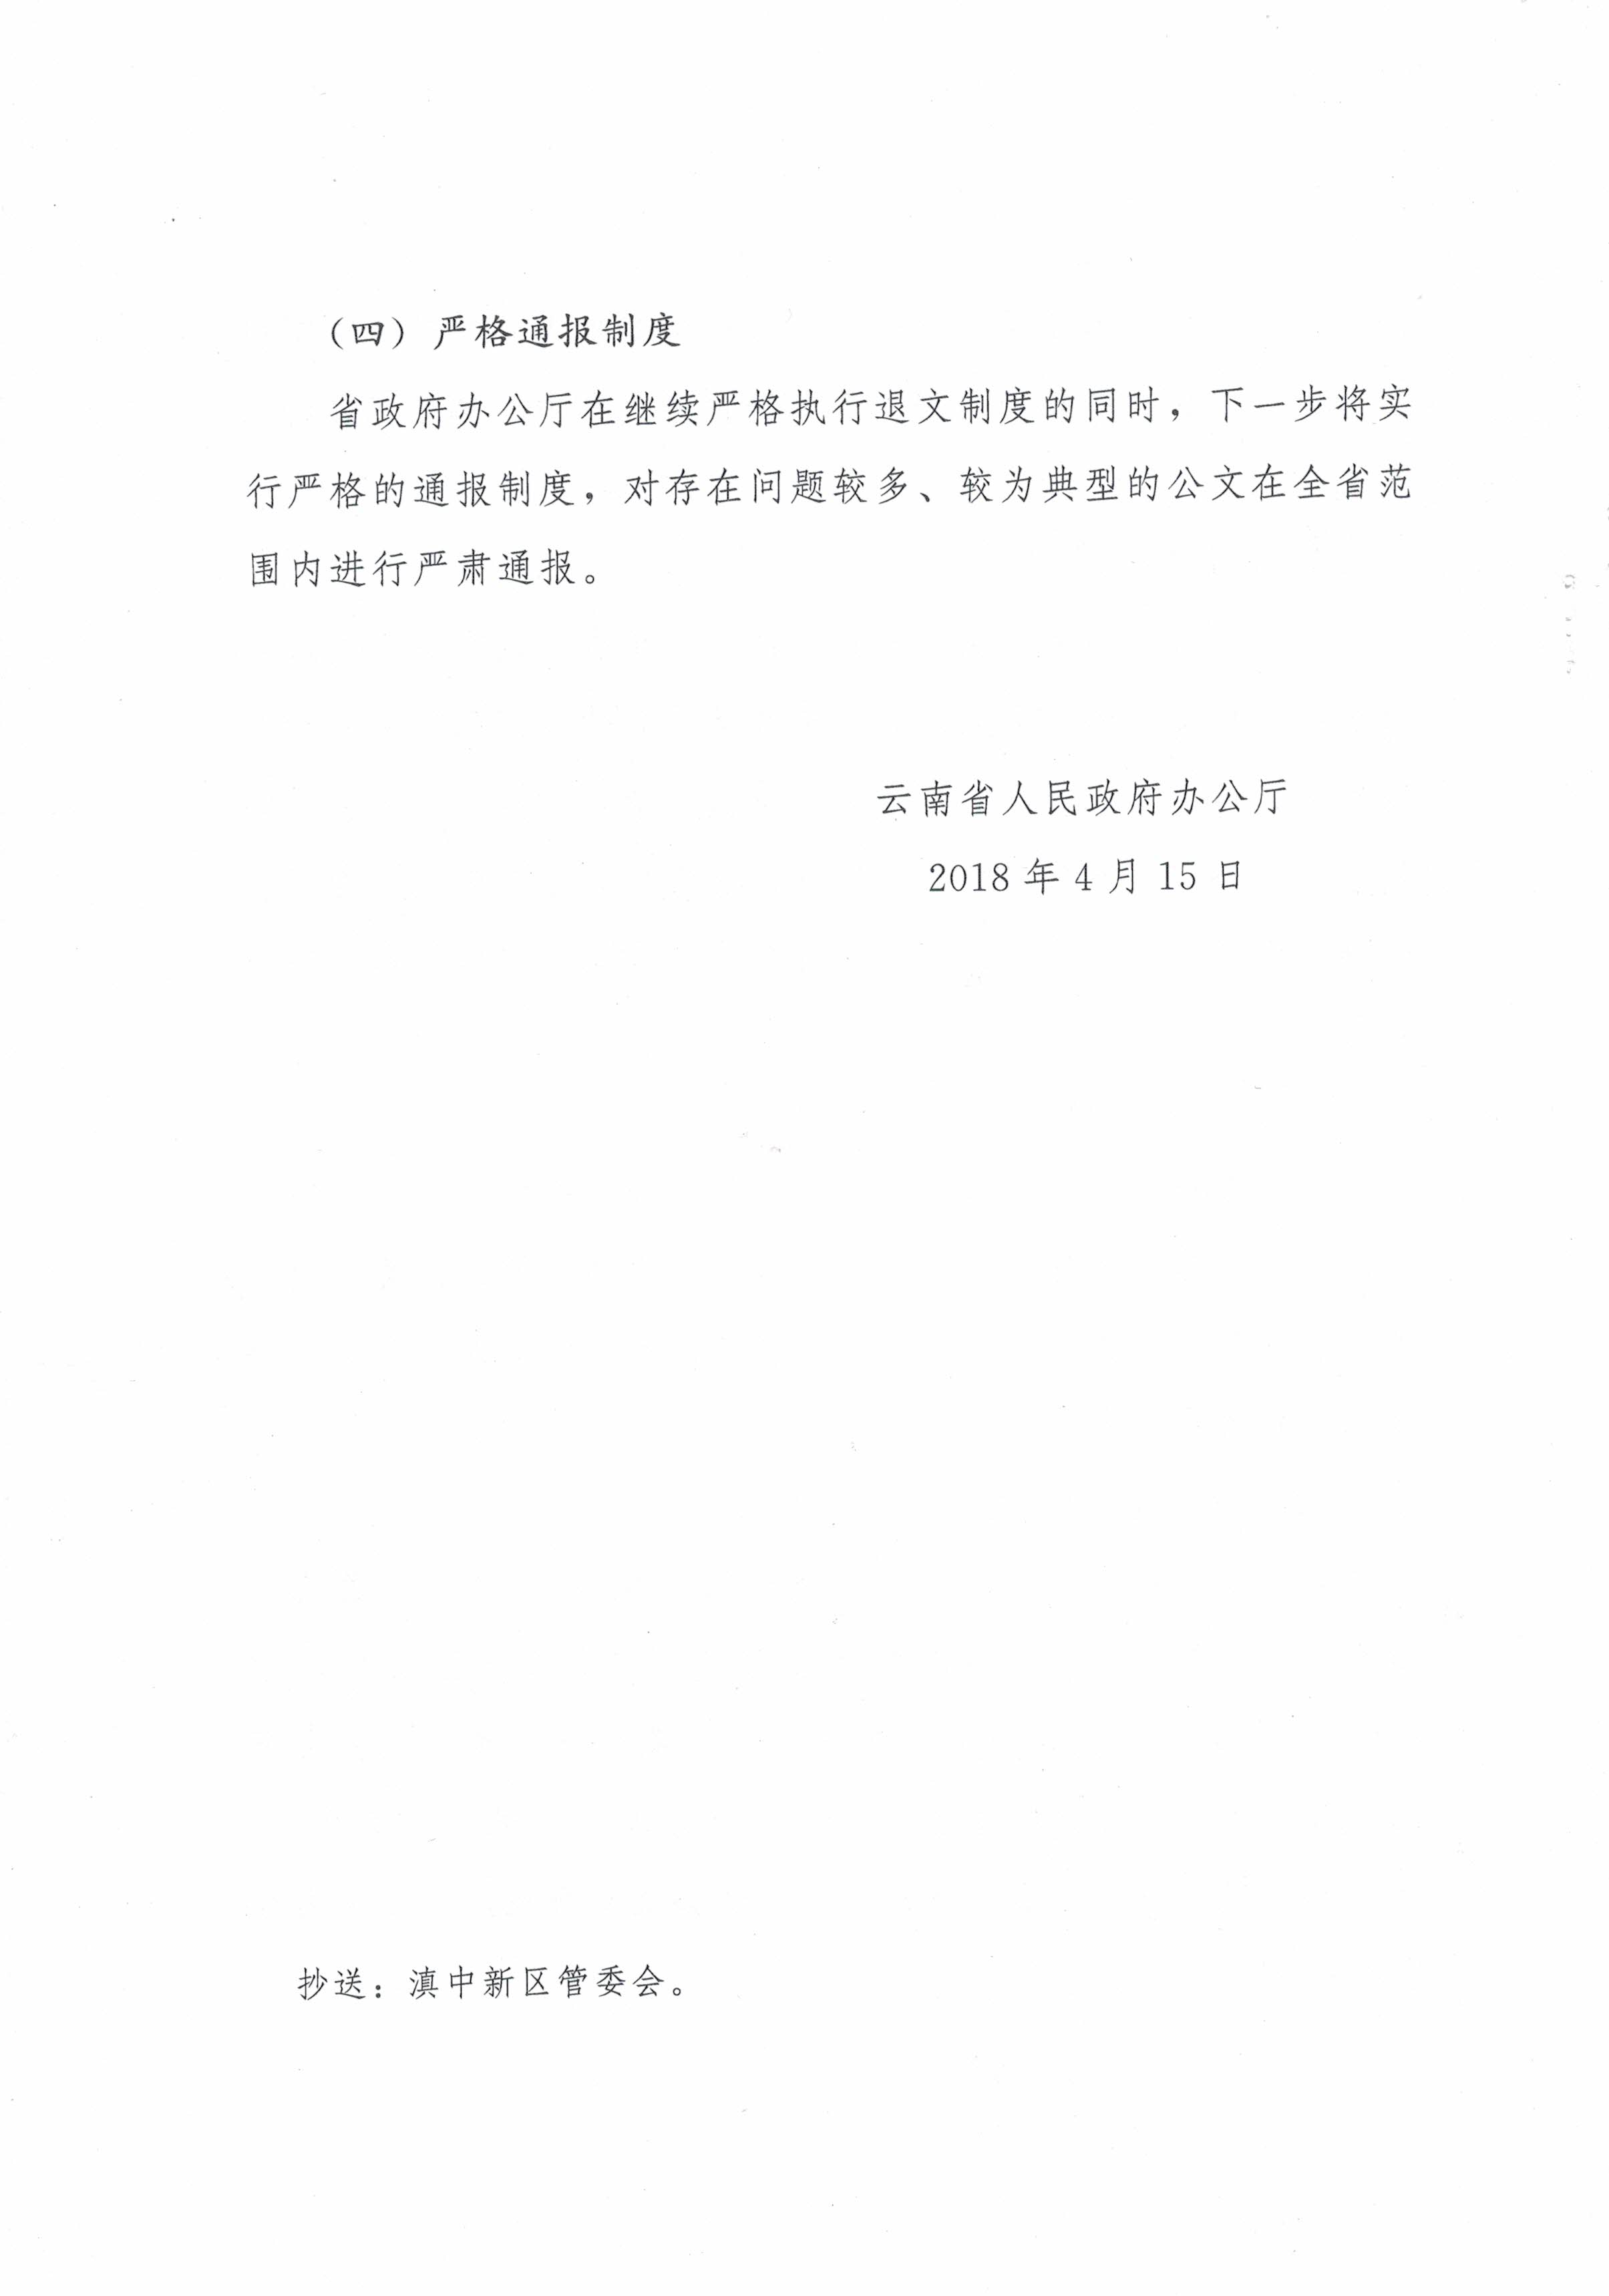 （四）严格通报制度
省政府办公厅在继续严格执行退文制度的同时，下一步将实
行严格的通报制度，对存在问题较多、较为典型的公文在全省范
围内进行严肃通报。
云南省人民政府办公厅
2018年4月15日
抄送：滇中新区管委会。